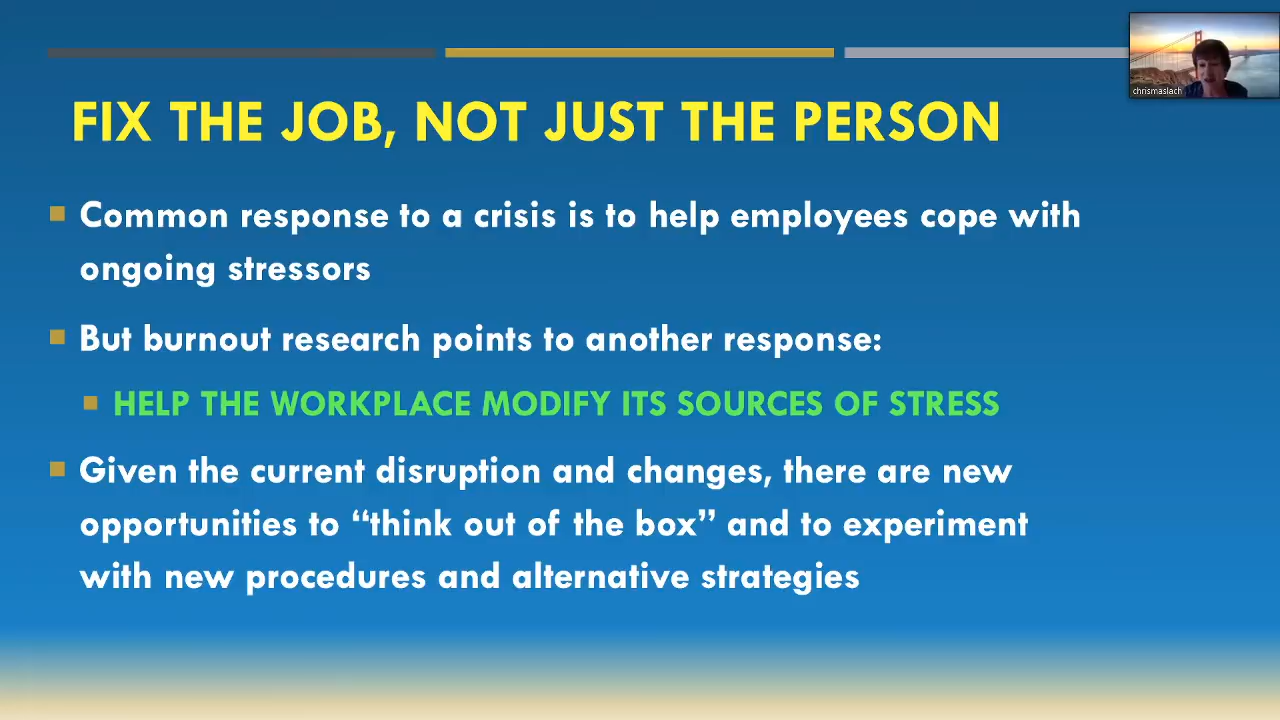 FIX THE JOB, NOT JUST THE PERSON
chrismaslach
Common response to a crisis is to help employees cope with
ongoing stressors
But burnout research points to another response:
HELP THE WORKPLACE MODIFY ITS SOURCES OF STRESS
Given the current disruption and changes, there are new
opportunities to “think out of the box” and to experiment
with new procedures and alternative strategies